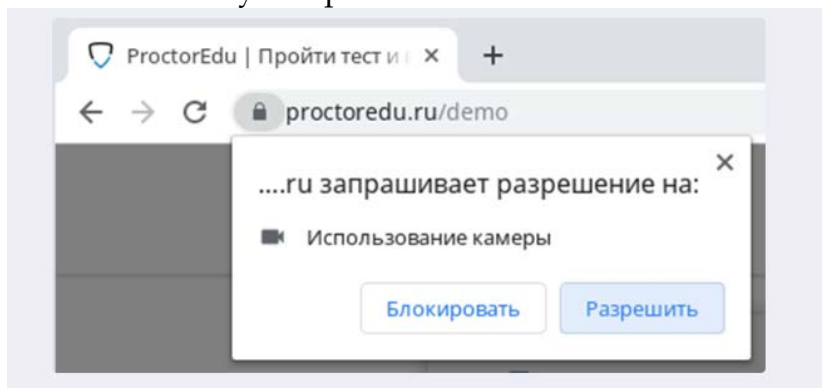 ProctorEdu | Пройти тест и
proctoredu.ru/demo
....ru запрашивает разрешение на:
Использование камеры
Блокировать Разрешить